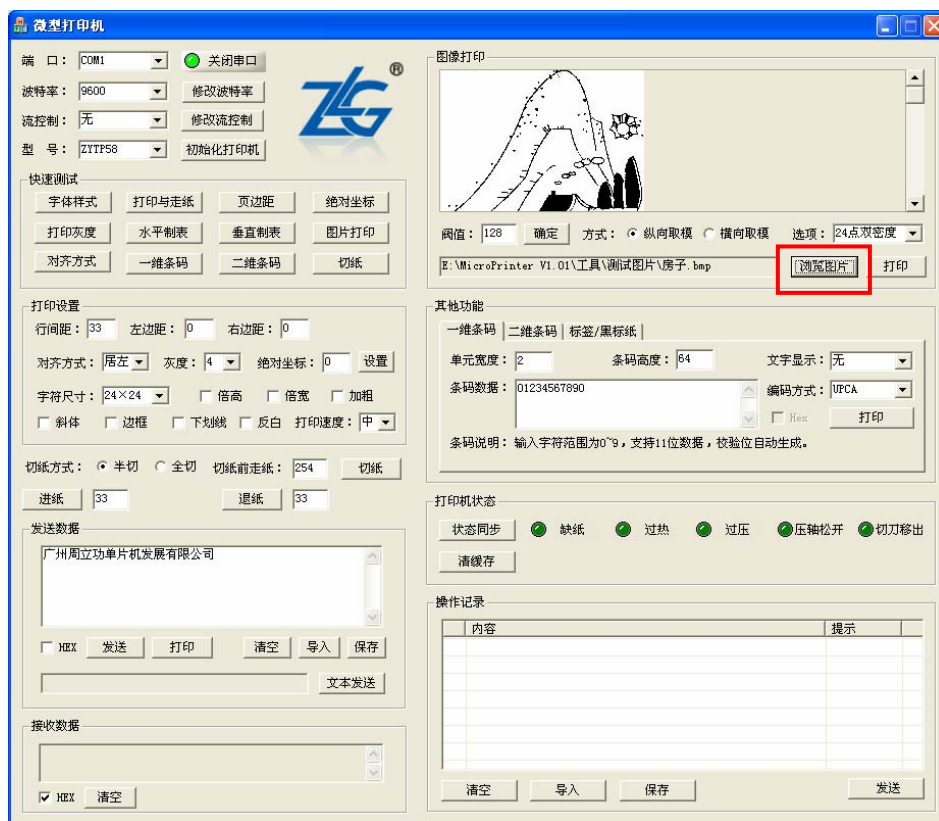 微型打印机
端 口： COM1 关闭串口
波特率： 9600 修改波特率
流控制： 无 修改流控制
型 号： ZYTP58 初始化打印机
ZLG®
快速测试
字体样式 打印与走纸 页边距 绝对坐标
打印灰度 水平制表 垂直制表 图片打印
对齐方式 一维条码 二维条码 切纸
打印设置
行间距： 33 左边距： 0 右边距： 0
对齐方式： 居左 灰度： 4 绝对坐标： 0 设置
字符尺寸： 24×24 倍高 倍宽 加粗
斜体 边框 下划线 反白 打印速度： 中
切纸方式： 半切 全切 切纸前走纸： 254 切纸
进纸 33 退纸 33
发送数据
广州周立功单片机发展有限公司
HEX 发送 打印 清空 导入 保存
文本发送
接收数据
HEX 清空
图像打印
阀值： 128 确定 方式： 纵向取模 横向取模 选项： 24点双密度
E:\MicroPrinter V1.01\工具\测试图片\房子.bmp 浏览图片 打印
其他功能
一维条码 二维条码 标签/黑标纸
单元宽度： 2 条码高度： 64 文字显示： 无
条码数据： 01234567890 编码方式： UPCA
Hex 打印
条码说明：输入字符范围为0~9，支持11位数据，校验位自动生成。
打印机状态
状态同步 缺纸 过热 过压 压轴松开 切刀移出
清缓存
操作记录
内容 提示
清空 导入 保存 发送